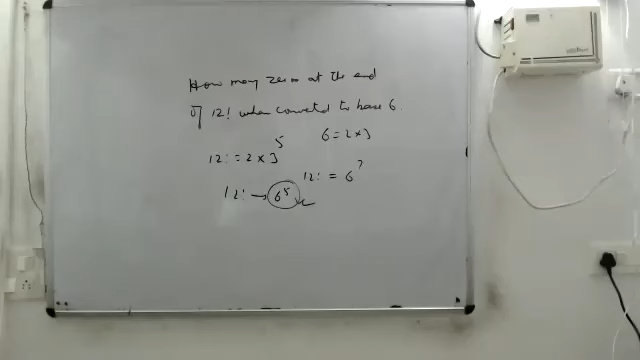 How many zeros at the end
of 12! when converted to base 6.
6 = 2 × 3
12! = 2 × 3^5
12! = 6^?
12! → 6^5